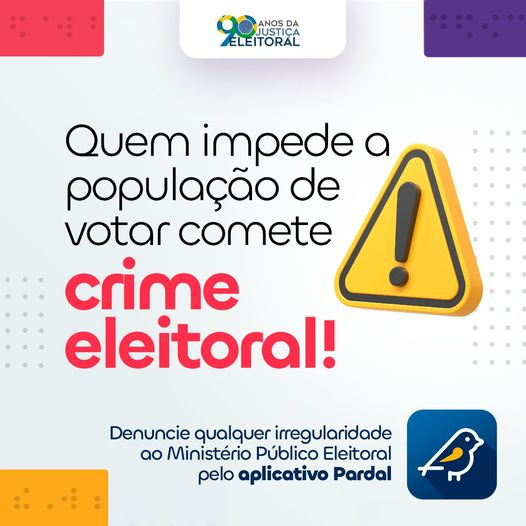 90 ANOS DA
JUSTIÇA
ELEITORAL
Quem impede a
população de
votar comete
crime
eleitoral!
Denuncie qualquer irregularidade
ao Ministério Público Eleitoral
pelo aplicativo Pardal